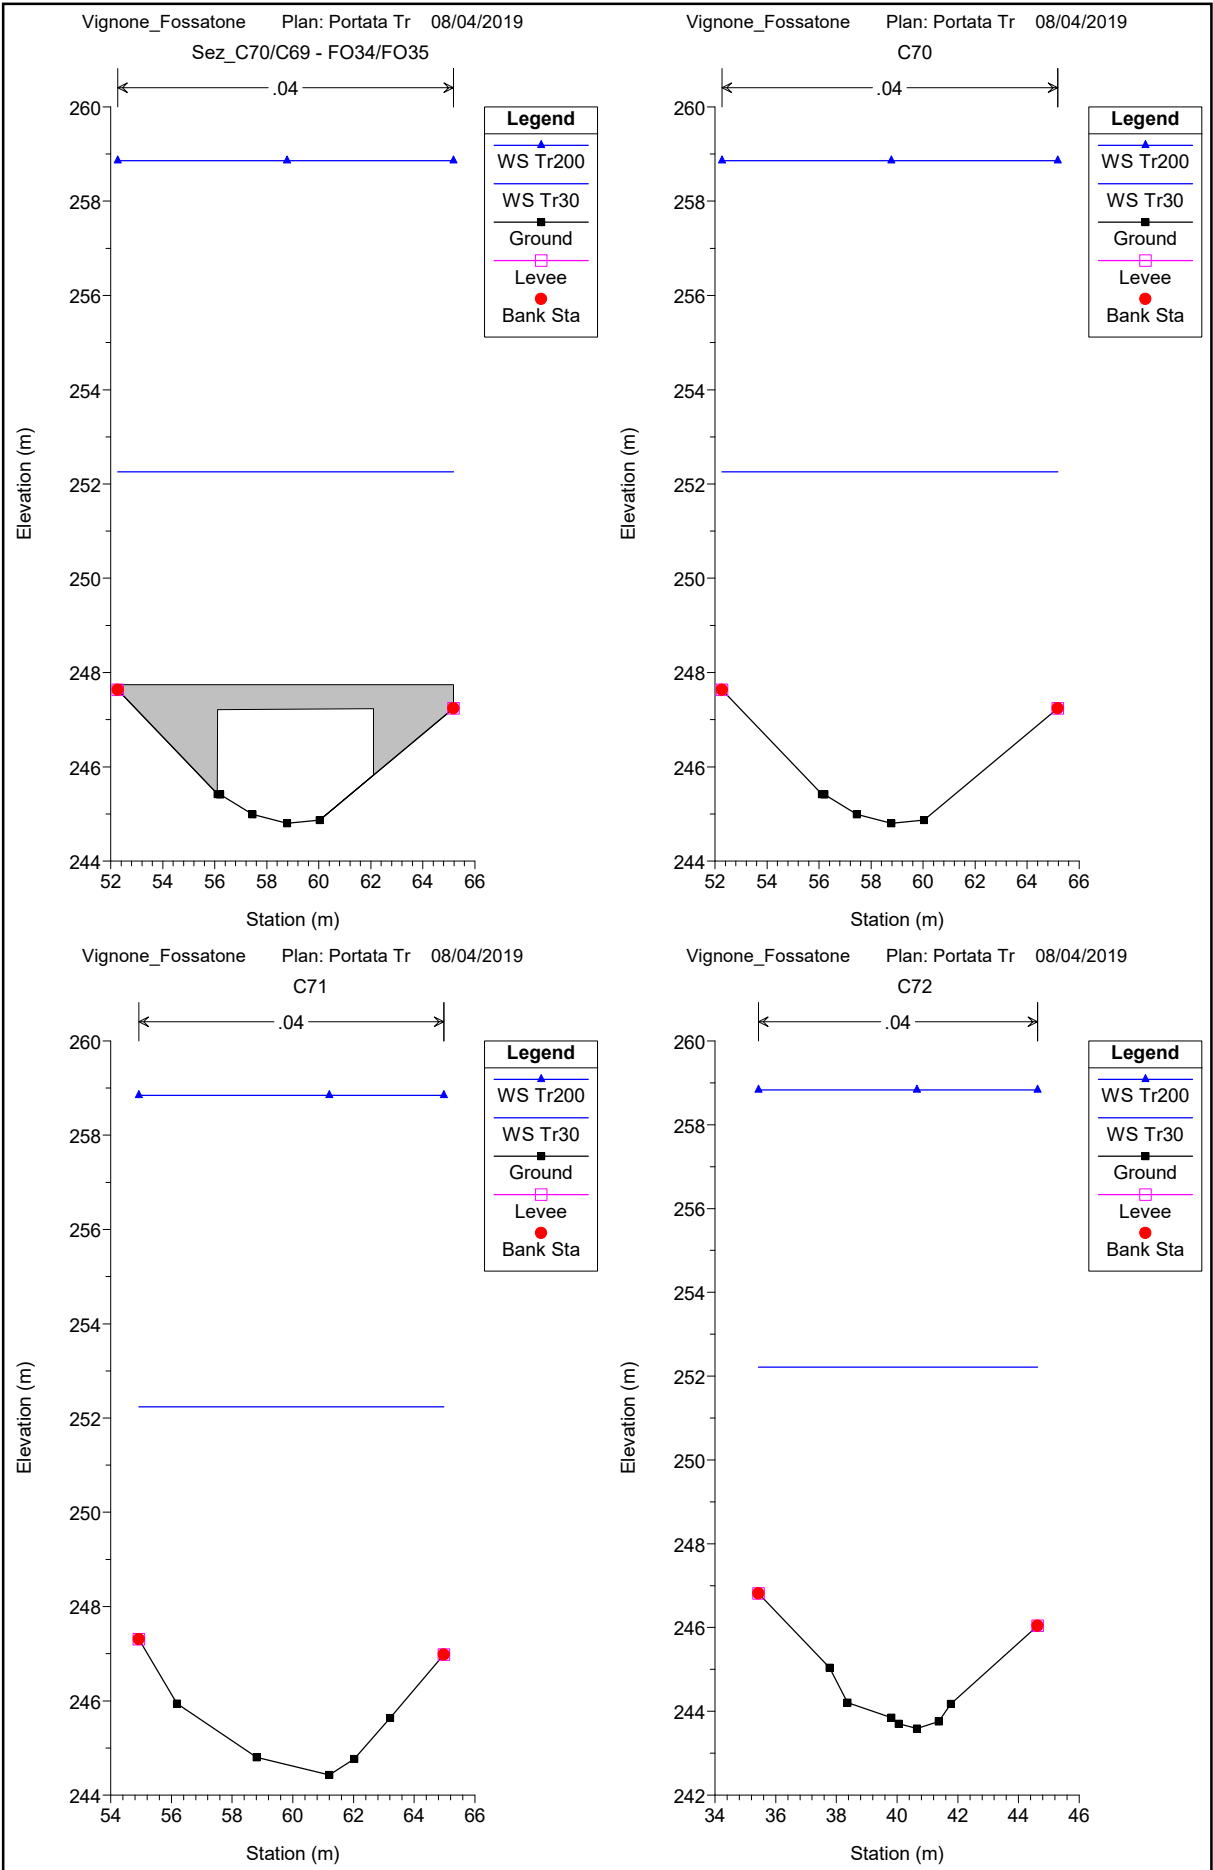 Vignone_Fossatone Plan: Portata Tr 08/04/2019
Sez_C70/C69 - FO34/FO35
.04
Legend
WS Tr200
WS Tr30
Ground
Levee
Bank Sta
260
258
256
254
252
250
248
246
244
Elevation (m)
52 54 56 58 60 62 64 66
Station (m)
Vignone_Fossatone Plan: Portata Tr 08/04/2019
C70
.04
Legend
WS Tr200
WS Tr30
Ground
Levee
Bank Sta
260
258
256
254
252
250
248
246
244
Elevation (m)
52 54 56 58 60 62 64 66
Station (m)
Vignone_Fossatone Plan: Portata Tr 08/04/2019
C71
.04
Legend
WS Tr200
WS Tr30
Ground
Levee
Bank Sta
260
258
256
254
252
250
248
246
244
Elevation (m)
54 56 58 60 62 64 66
Station (m)
Vignone_Fossatone Plan: Portata Tr 08/04/2019
C72
.04
Legend
WS Tr200
WS Tr30
Ground
Levee
Bank Sta
260
258
256
254
252
250
248
246
244
242
Elevation (m)
34 36 38 40 42 44 46
Station (m)